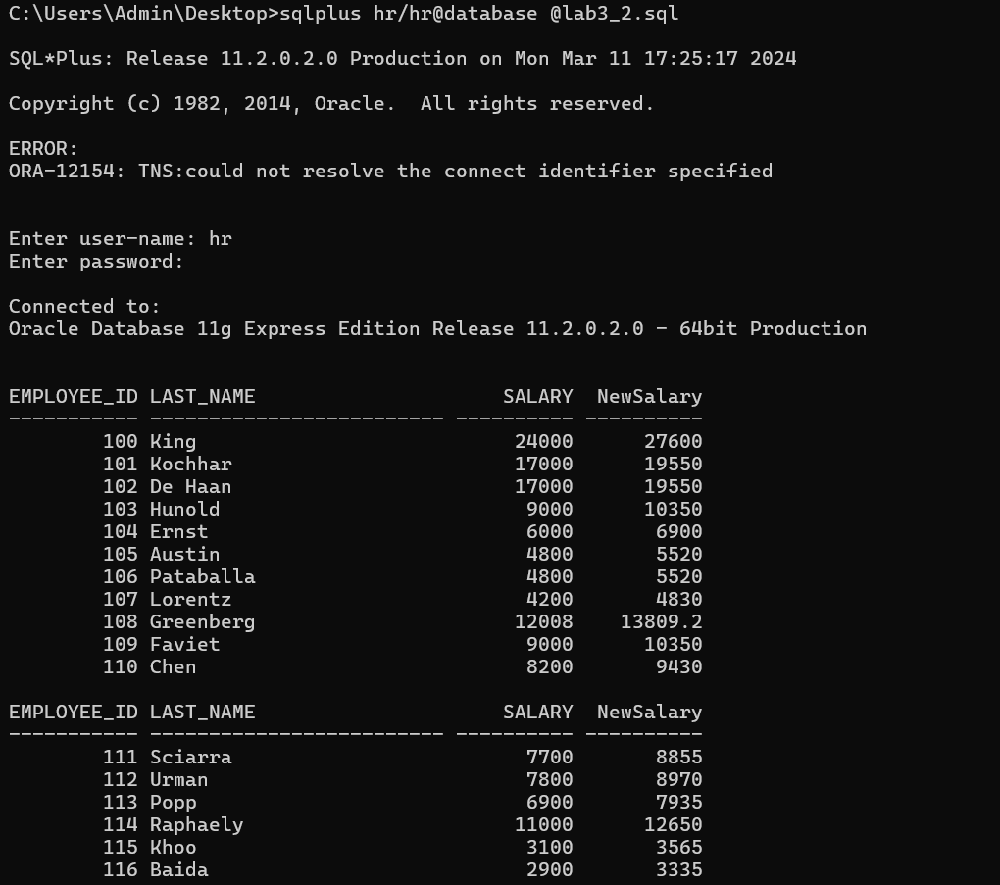 C:\Users\Admin\Desktop>sqlplus hr/hr@database @lab3_2.sql
SQL*Plus: Release 11.2.0.2.0 Production on Mon Mar 11 17:25:17 2024
Copyright (c) 1982, 2014, Oracle.  All rights reserved.
ERROR:
ORA-12154: TNS:could not resolve the connect identifier specified
Enter user-name: hr
Enter password:
Connected to:
Oracle Database 11g Express Edition Release 11.2.0.2.0 - 64bit Production
EMPLOYEE_ID LAST_NAME                     SALARY  NewSalary
----------- ------------------------- ---------- ----------
        100 King                           24000      27600
        101 Kochhar                        17000      19550
        102 De Haan                        17000      19550
        103 Hunold                          9000      10350
        104 Ernst                           6000       6900
        105 Austin                          4800       5520
        106 Pataballa                       4800       5520
        107 Lorentz                         4200       4830
        108 Greenberg                      12008    13809.2
        109 Faviet                          9000      10350
        110 Chen                            8200       9430
EMPLOYEE_ID LAST_NAME                     SALARY  NewSalary
----------- ------------------------- ---------- ----------
        111 Sciarra                         7700       8855
        112 Urman                           7800       8970
        113 Popp                            6900       7935
        114 Raphaely                       11000      12650
        115 Khoo                            3100       3565
        116 Baida                           2900       3335